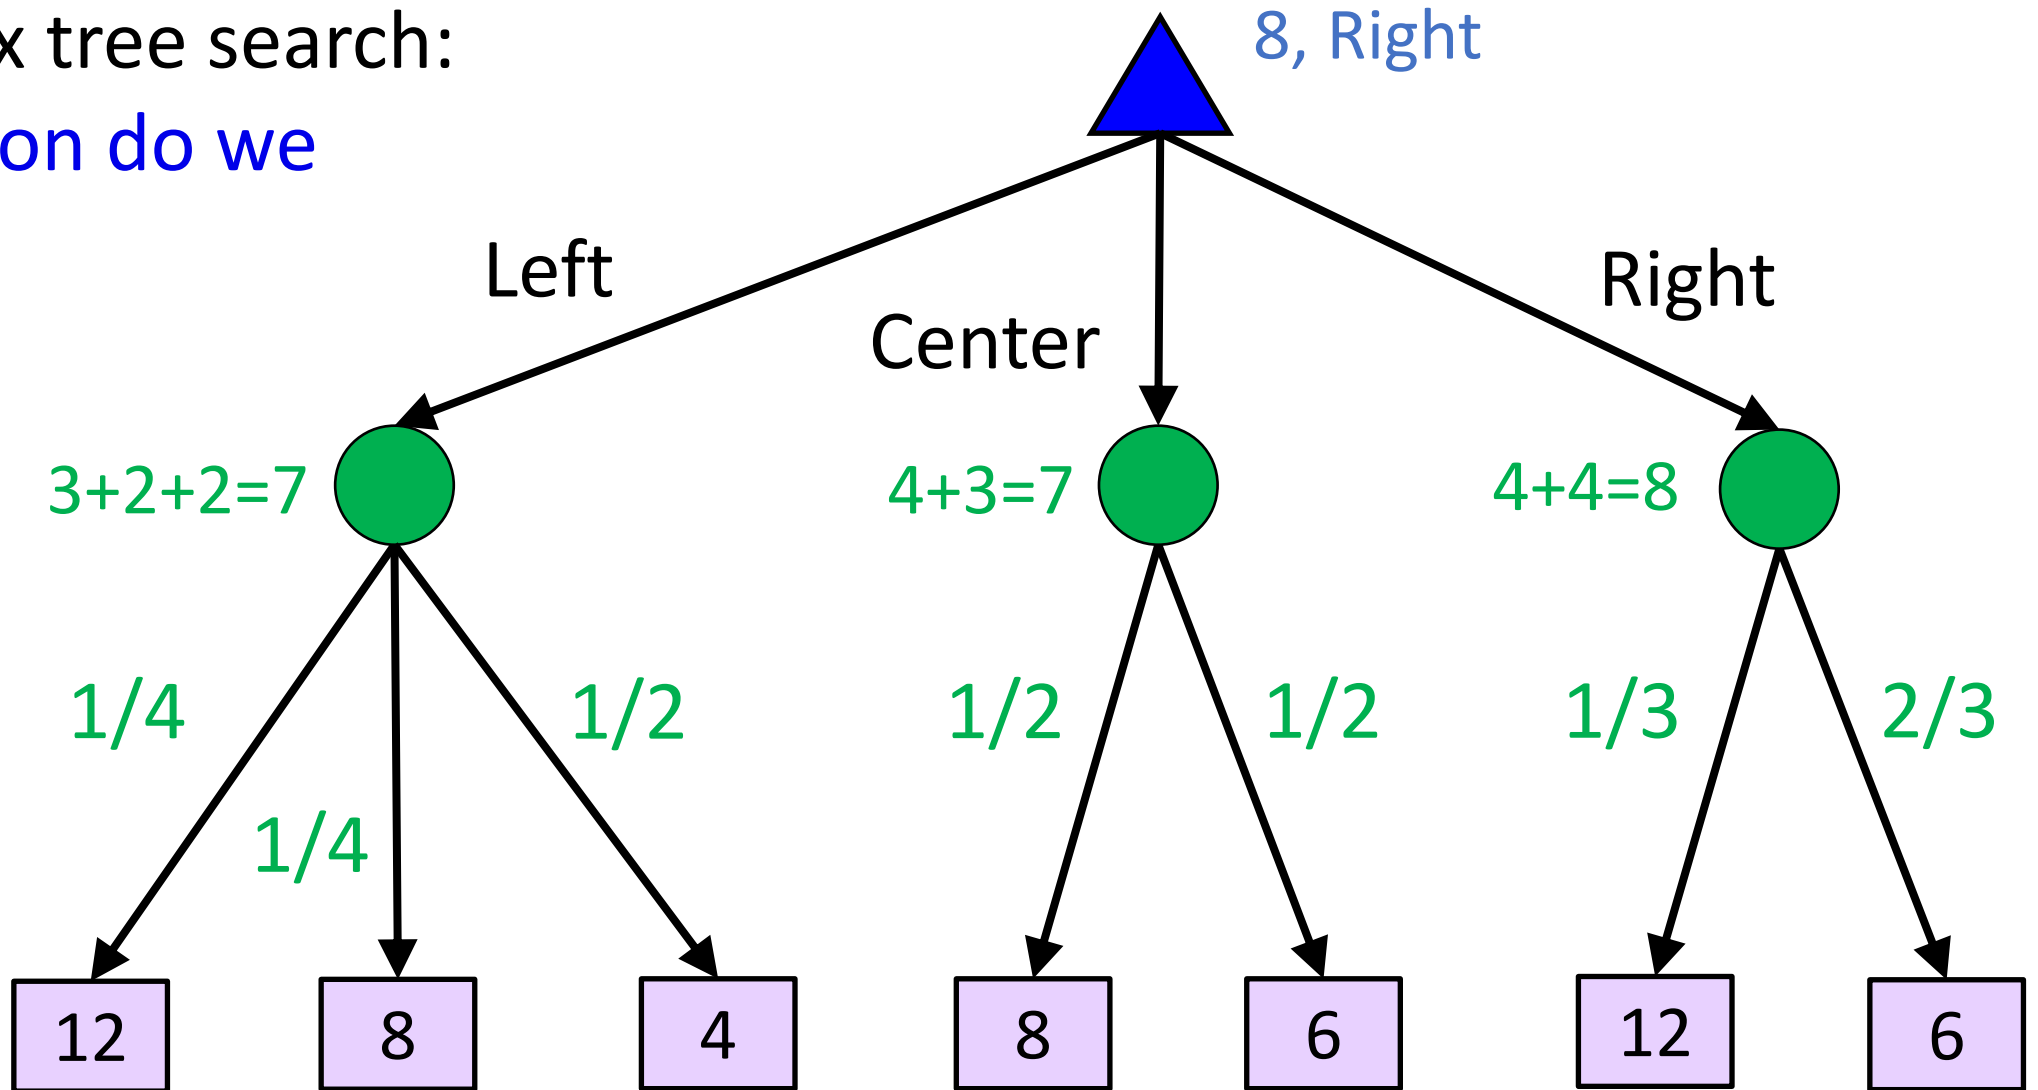 x tree search:
8, Right
on do we
Left
Right
Center
3+2+2=7
4+3=7
4+4=8
1/4
1/2
1/2
1/2
1/3
2/3
1/4
12
8
4
8
6
12
6